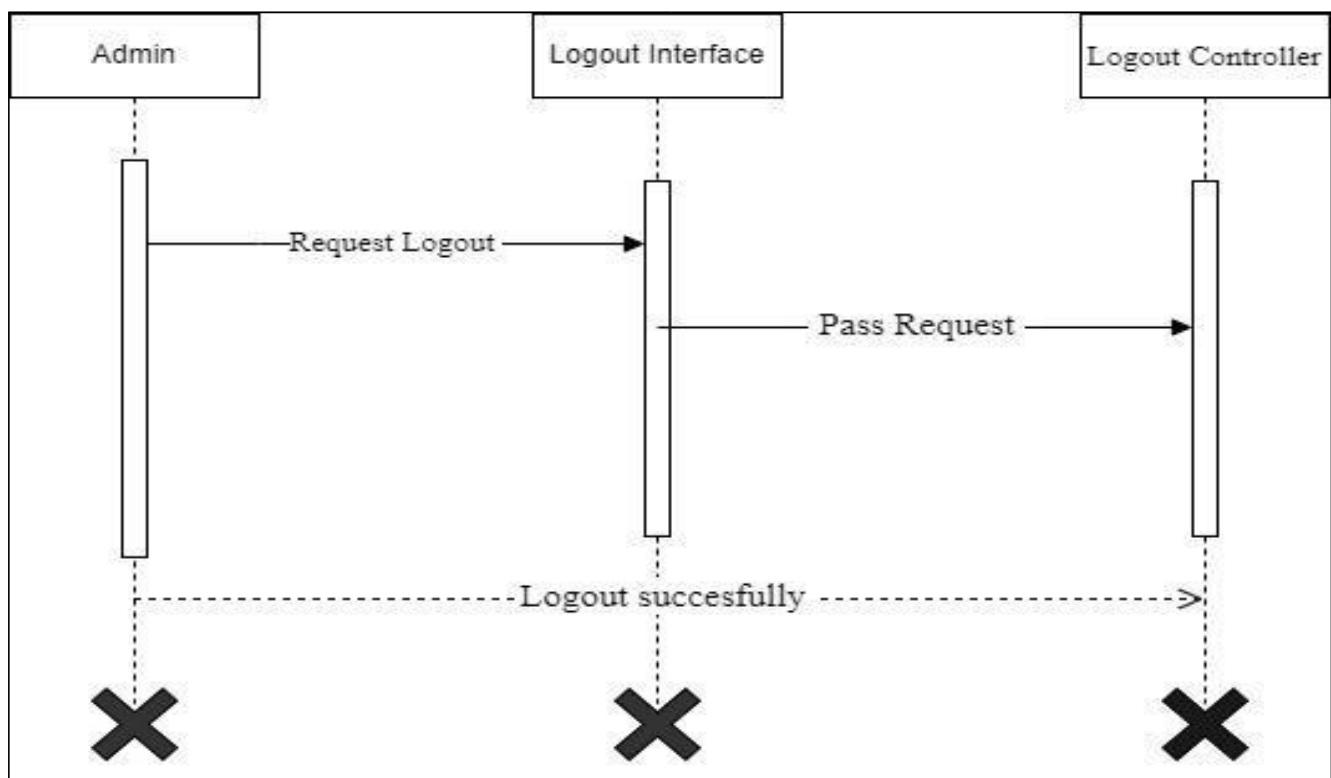 Admin
Logout Interface
Logout Controller
Request Logout
Pass Request
Logout succesfully